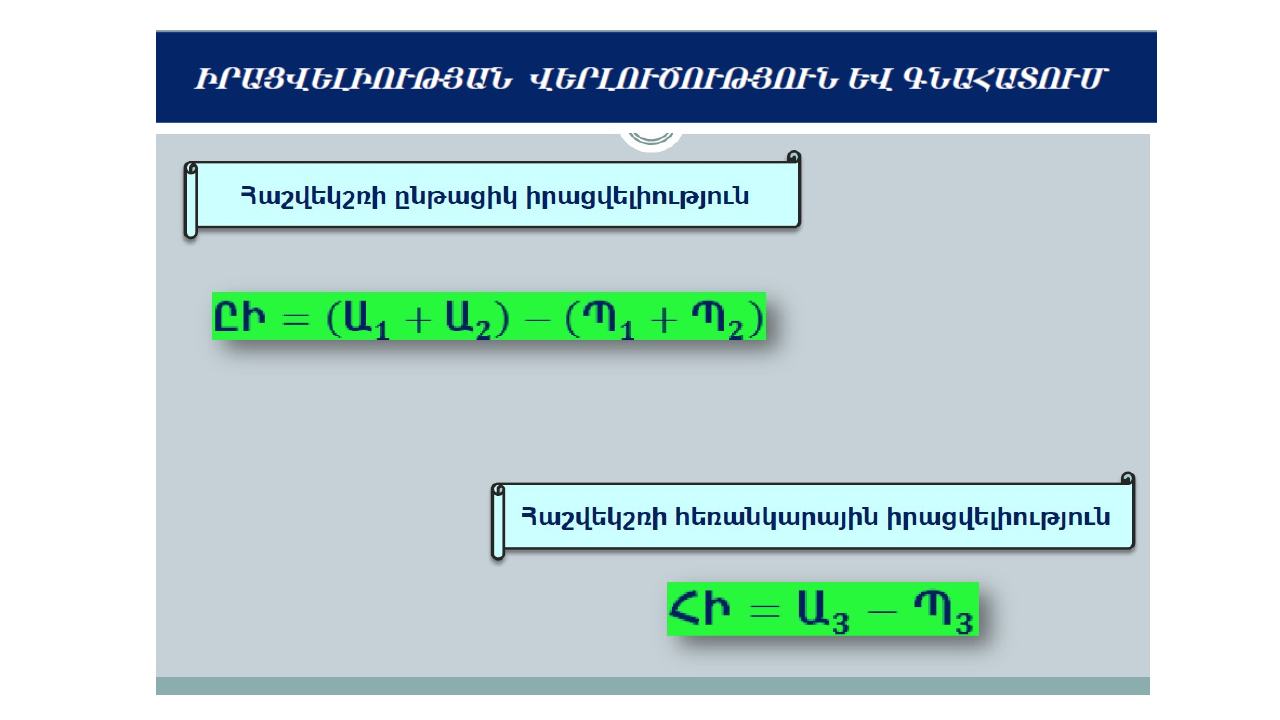 ԻՐԱՑՎԵԼԻՈՒԹՅԱՆ ՎԵՐԼՈՒԾՈՒԹՅՈՒՆ ԵՎ ԳՆԱՀԱՏՈՒՄ
Հաշվեկշռի ընթացիկ իրացվելիություն
ԸԻ = (Ա₁ + Ա₂) − (Պ₁ + Պ₂)
Հաշվեկշռի հեռանկարային իրացվելիություն
ՀԻ = Ա₃ − Պ₃